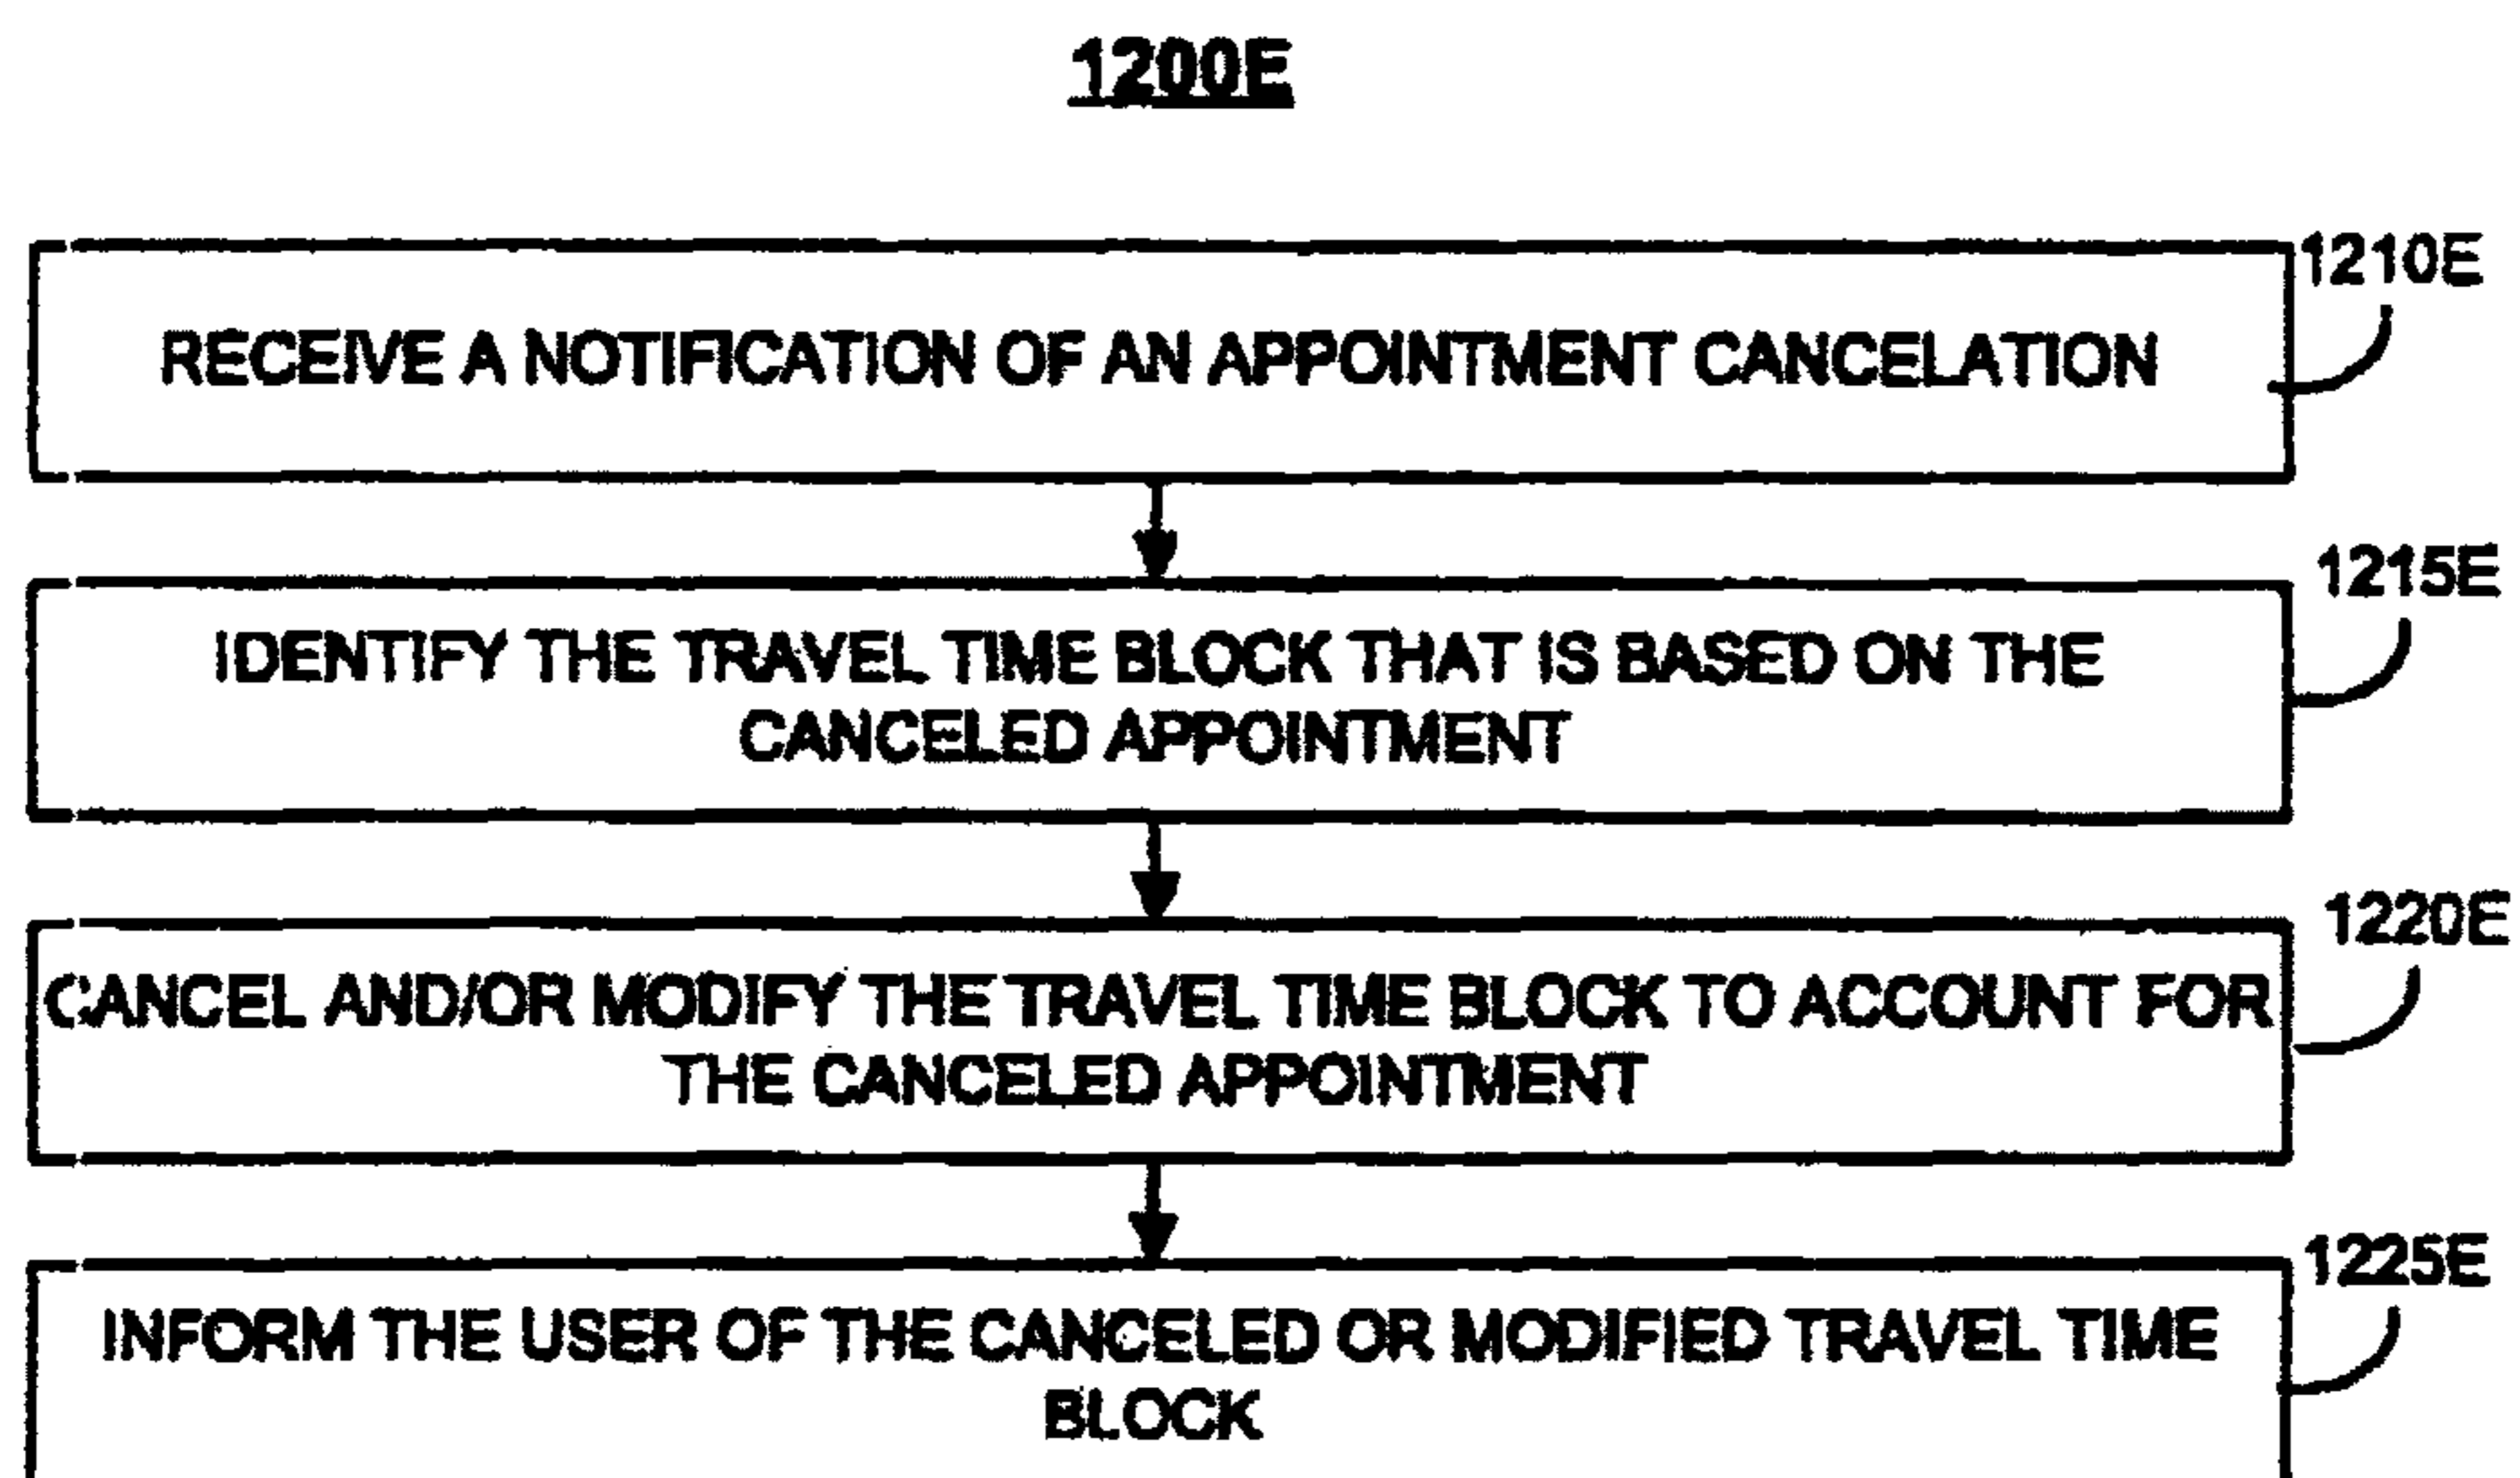 1200E
1210E
RECEIVE A NOTIFICATION OF AN APPOINTMENT CANCELATION
1215E
IDENTIFY THE TRAVEL TIME BLOCK THAT IS BASED ON THE
CANCELED APPOINTMENT
1220E
CANCEL AND/OR MODIFY THE TRAVEL TIME BLOCK TO ACCOUNT FOR
THE CANCELED APPOINTMENT
1225E
INFORM THE USER OF THE CANCELED OR MODIFIED TRAVEL TIME
BLOCK